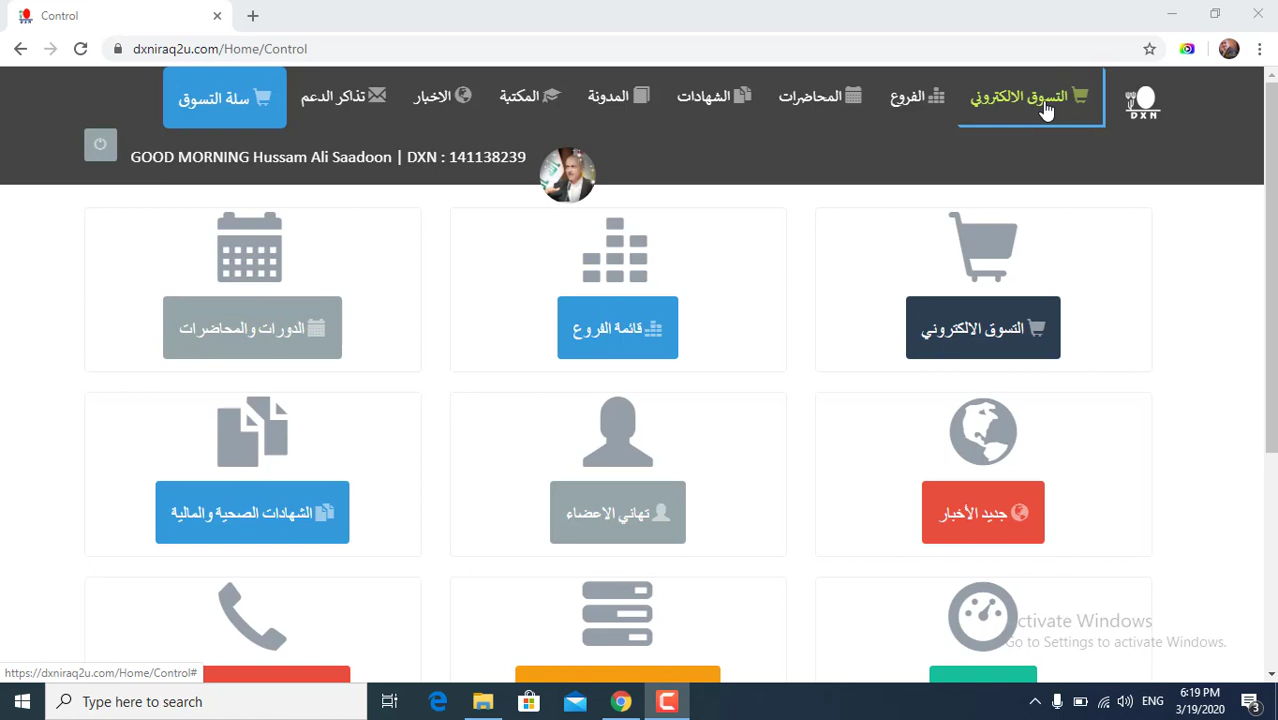 Control
dxniraq2u.com/Home/Control
DXN
التسوق الالكتروني
الفروع
المحاضرات
الشهادات
المدونة
المكتبة
الاخبار
تذاكر الدعم
سلة التسوق
GOOD MORNING Hussam Ali Saadoon | DXN : 141138239
التسوق الالكتروني
قائمة الفروع
الدورات والمحاضرات
جديد الأخبار
تهاني الاعضاء
الشهادات الصحية والمالية
Activate Windows
Go to Settings to activate Windows.
https://dxniraq2u.com/Home/Control#
Type here to search
ENG
6:19 PM
3/19/2020
3